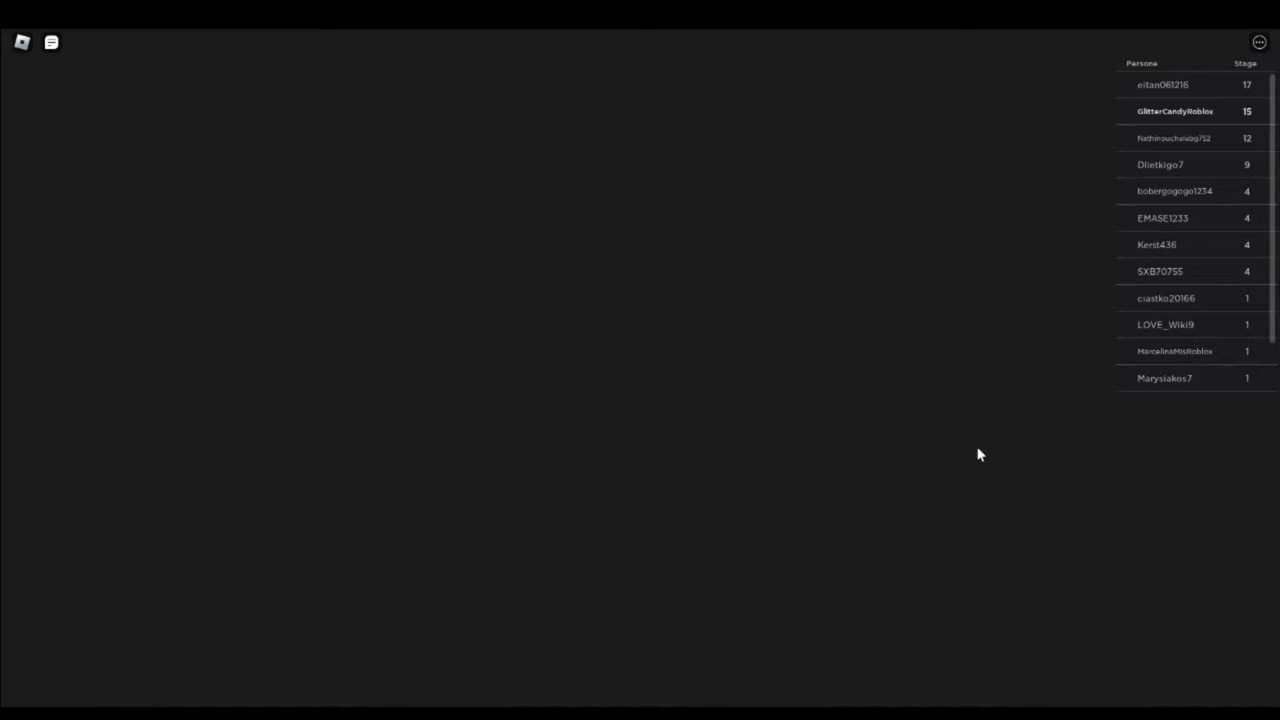 Persone Stage
eitan061216 17
GlitterCandyRoblox 15
Nathinouchelebg752 12
Dlietkigo7 9
bobergogogo1234 4
EMASE1233 4
Kerst436 4
SXB70755 4
ciastko20166 1
LOVE_Wiki9 1
MarcelinaMisRoblox 1
Marysiakos7 1